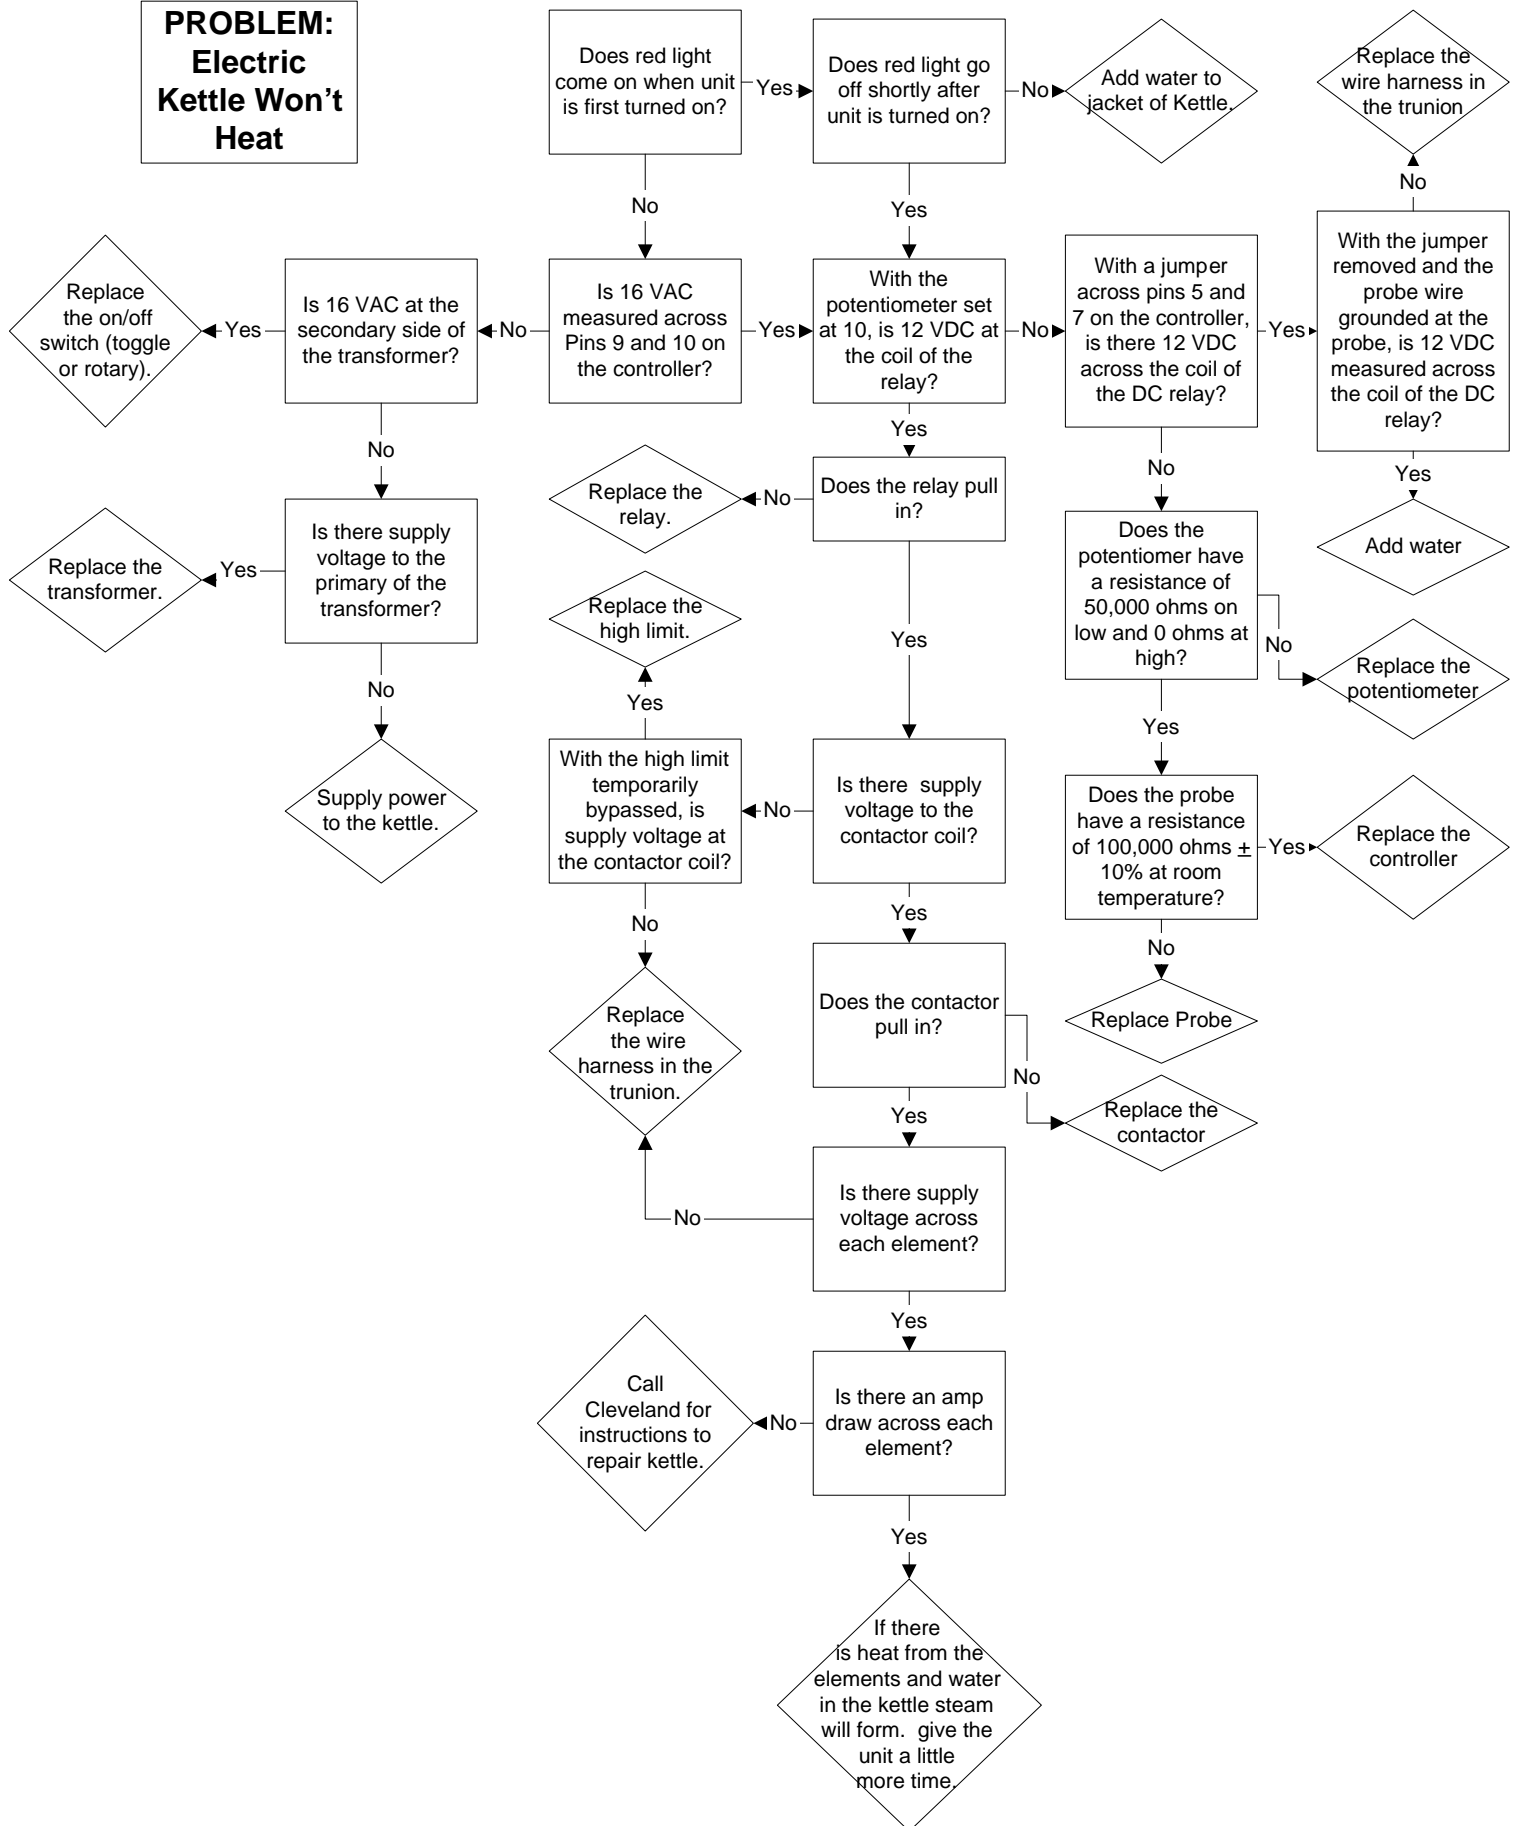 PROBLEM:
Electric
Kettle Won't
Heat
Does red light
come on when unit
is first turned on?
Yes
Does red light go
off shortly after
unit is turned on?
No
Add water to
jacket of Kettle.
Replace the
wire harness in
the trunion
No
No
Yes
Replace
the on/off
switch (toggle
or rotary).
Yes
Is 16 VAC at the
secondary side of
the transformer?
No
Is 16 VAC
measured across
Pins 9 and 10 on
the controller?
Yes
With the
potentiometer set
at 10, is 12 VDC at
the coil of the
relay?
No
With a jumper
across pins 5 and
7 on the controller,
is there 12 VDC
across the coil of
the DC relay?
Yes
With the jumper
removed and the
probe wire
grounded at the
probe, is 12 VDC
measured across
the coil of the DC
relay?
No
Yes
No
Yes
Replace the
relay.
No
Does the relay pull
in?
Replace the
transformer.
Yes
Is there supply
voltage to the
primary of the
transformer?
Does the
potentiomer have
a resistance of
50,000 ohms on
low and 0 ohms at
high?
Add water
Replace the
high limit.
Yes
No
Replace the
potentiometer
No
Yes
Yes
Supply power
to the kettle.
With the high limit
temporarily
bypassed, is
supply voltage at
the contactor coil?
No
Is there  supply
voltage to the
contactor coil?
Does the probe
have a resistance
of 100,000 ohms ±
10% at room
temperature?
Yes
Replace the
controller
No
Yes
No
Replace
the wire
harness in the
trunion.
Does the contactor
pull in?
Replace Probe
No
Replace the
contactor
Yes
No
Is there supply
voltage across
each element?
Yes
Call
Cleveland for
instructions to
repair kettle.
No
Is there an amp
draw across each
element?
Yes
If there
is heat from the
elements and water
in the kettle steam
will form.  give the
unit a little
more time.